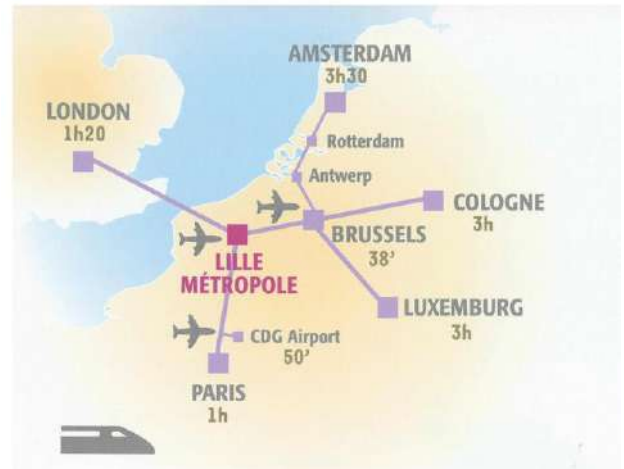 AMSTERDAM
3h30
LONDON
1h20
Rotterdam
Antwerp
COLOGNE
3h
BRUSSELS
38'
LILLE
MÉTROPOLE
LUXEMBURG
3h
CDG Airport
50'
PARIS
1h